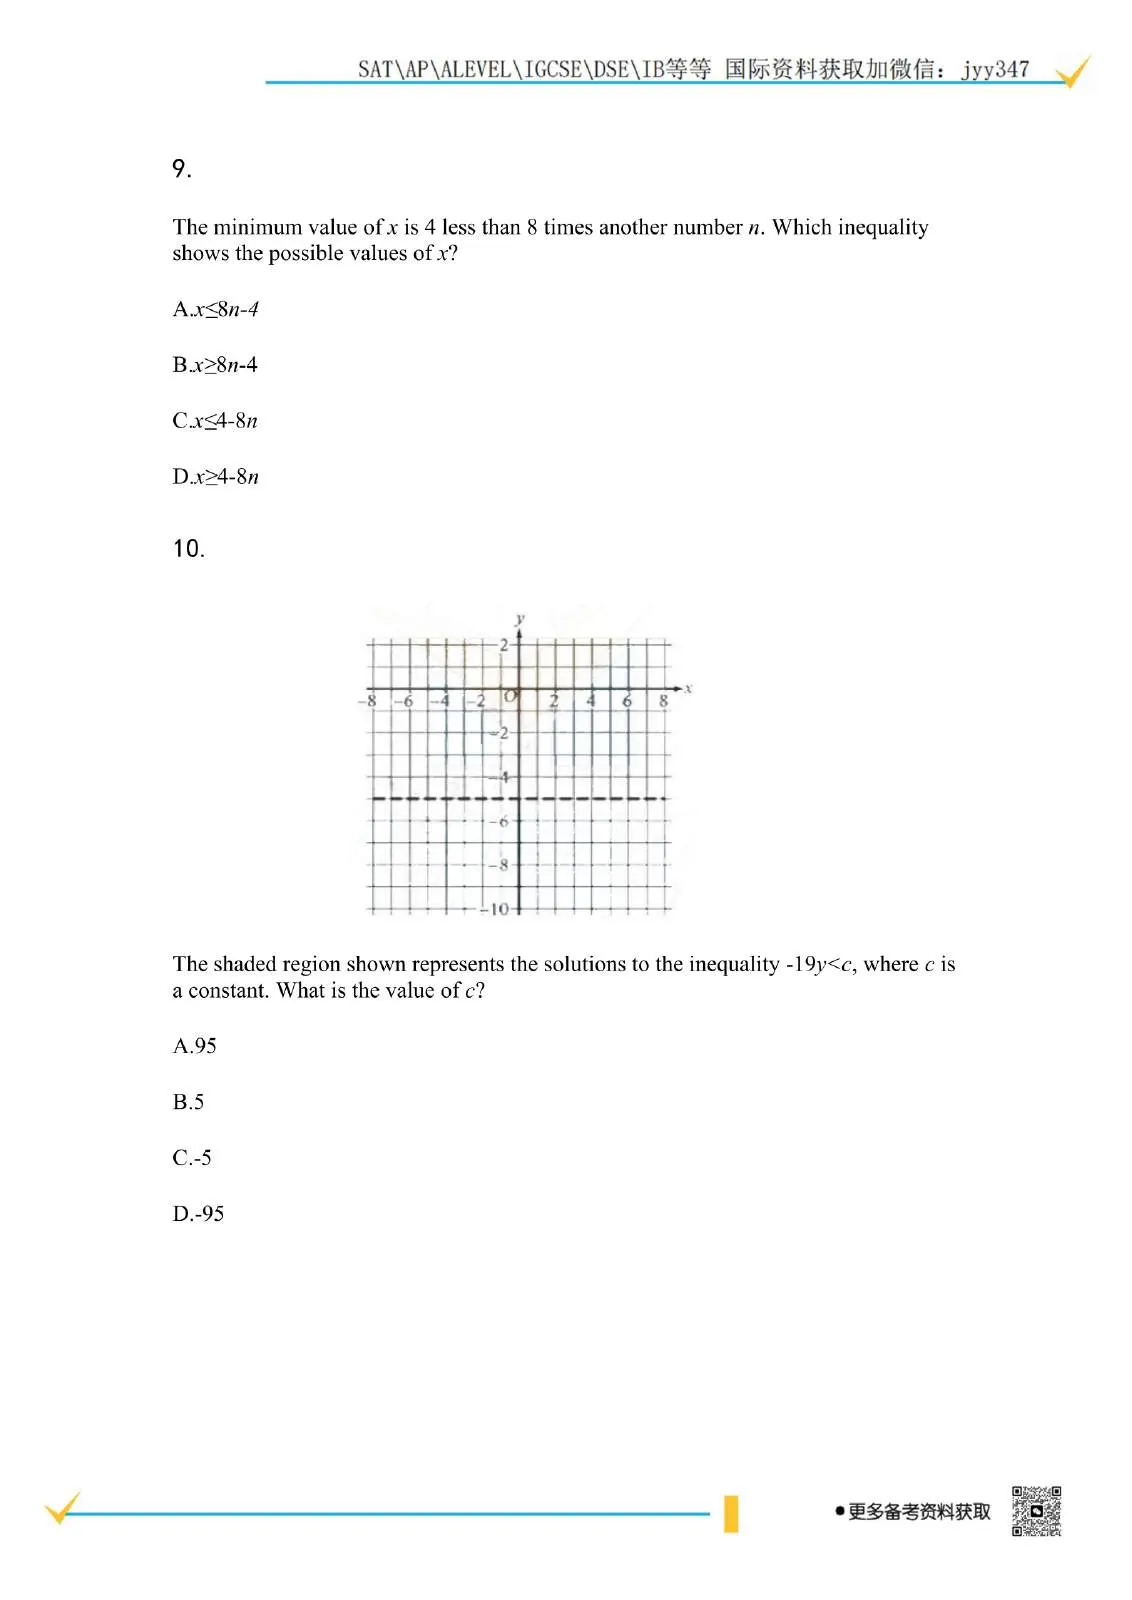 SAT\AP\ALEVEL\IGCSE\DSE\IB等等 国际资料获取加微信: jyy347
9.
The minimum value of x is 4 less than 8 times another number n. Which inequality
shows the possible values of x?
A.x≤8n-4
B.x≥8n-4
C.x≤4-8n
D.x≥4-8n
10.
y
2
-8 -6 -4 -2 O 2 4 6 8 x
-2
-4
-6
-8
-10
The shaded region shown represents the solutions to the inequality -19y<c, where c is
a constant. What is the value of c?
A.95
B.5
C.-5
D.-95
●更多备考资料获取